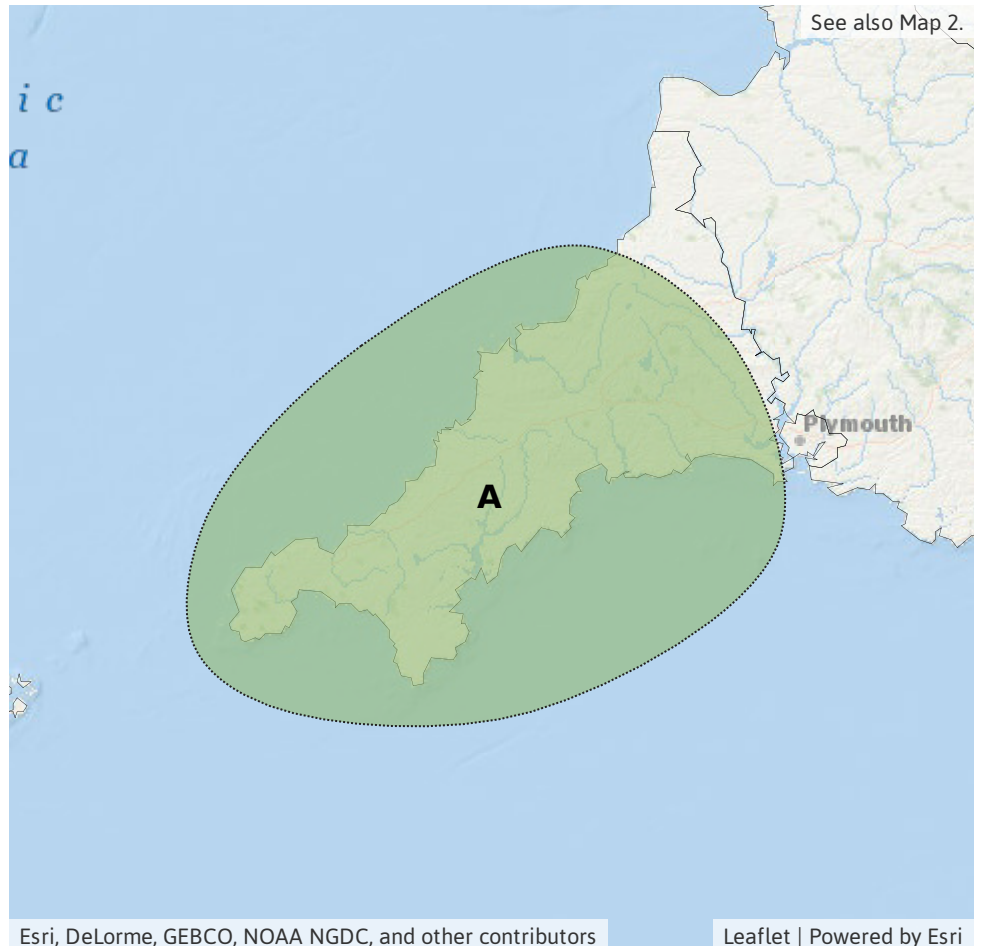 See also Map 2.
i c
a
Plymouth
A
Esri, DeLorme, GEBCO, NOAA NGDC, and other contributors
Leaflet | Powered by Esri